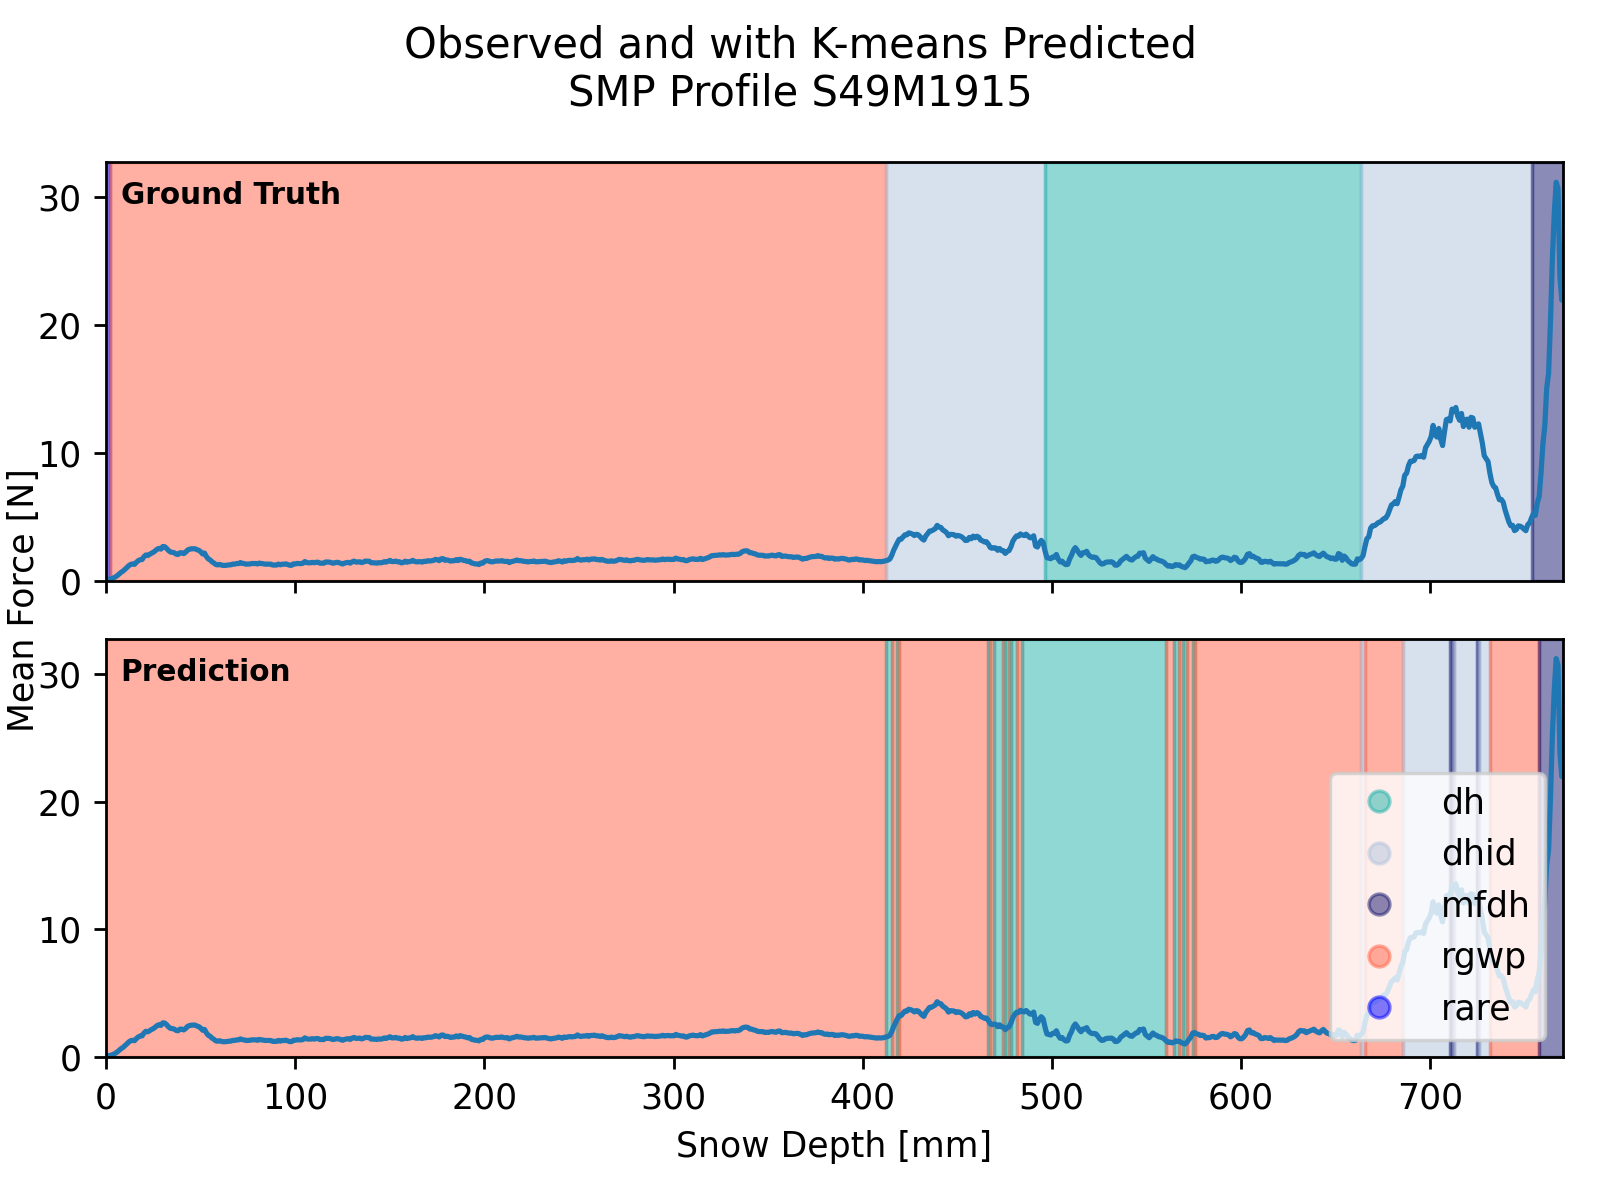 Observed and with K-means Predicted
SMP Profile S49M1915
Mean Force [N]
30
20
10
0
Ground Truth
30
20
10
0
Prediction
dh
dhid
mfdh
rgwp
rare
0 100 200 300 400 500 600 700
Snow Depth [mm]